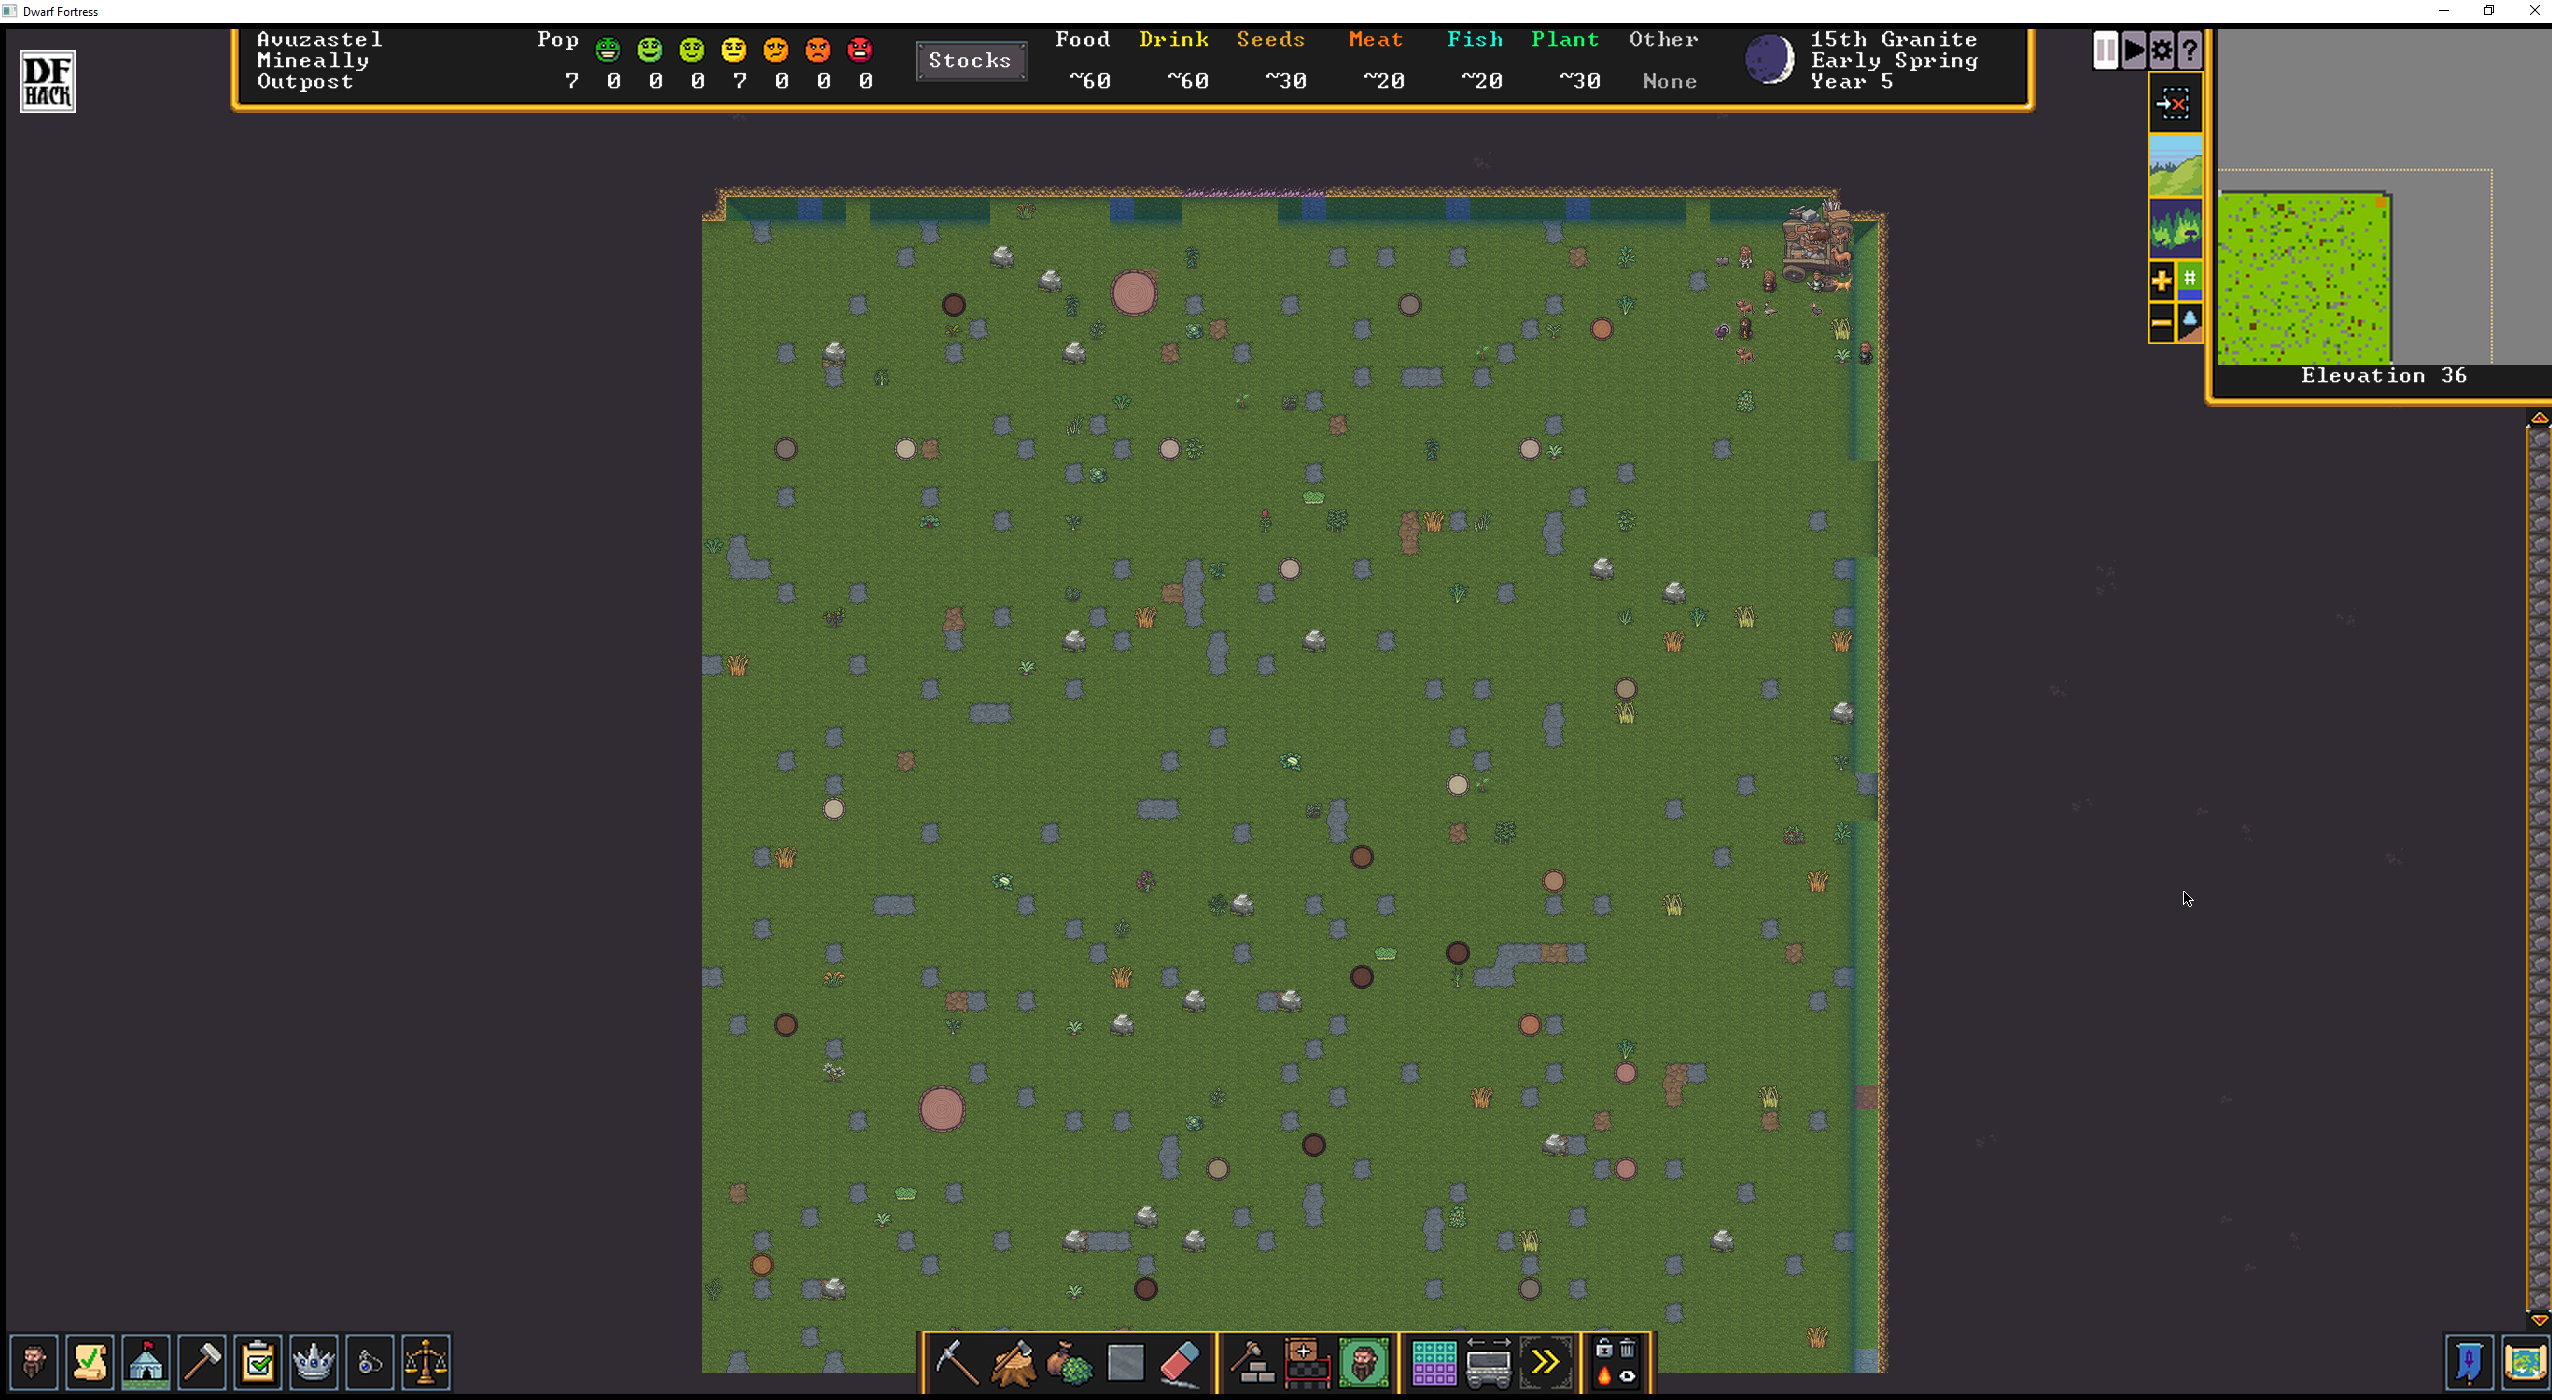 Dwarf Fortress
DF
HACK
Avuzastel
Mineally
Outpost
Pop
7 0 0 0 7 0 0 0
Stocks
Food Drink Seeds Meat Fish Plant Other
~60 ~60 ~30 ~20 ~20 ~30 None
15th Granite
Early Spring
Year 5
?
#
Elevation 36